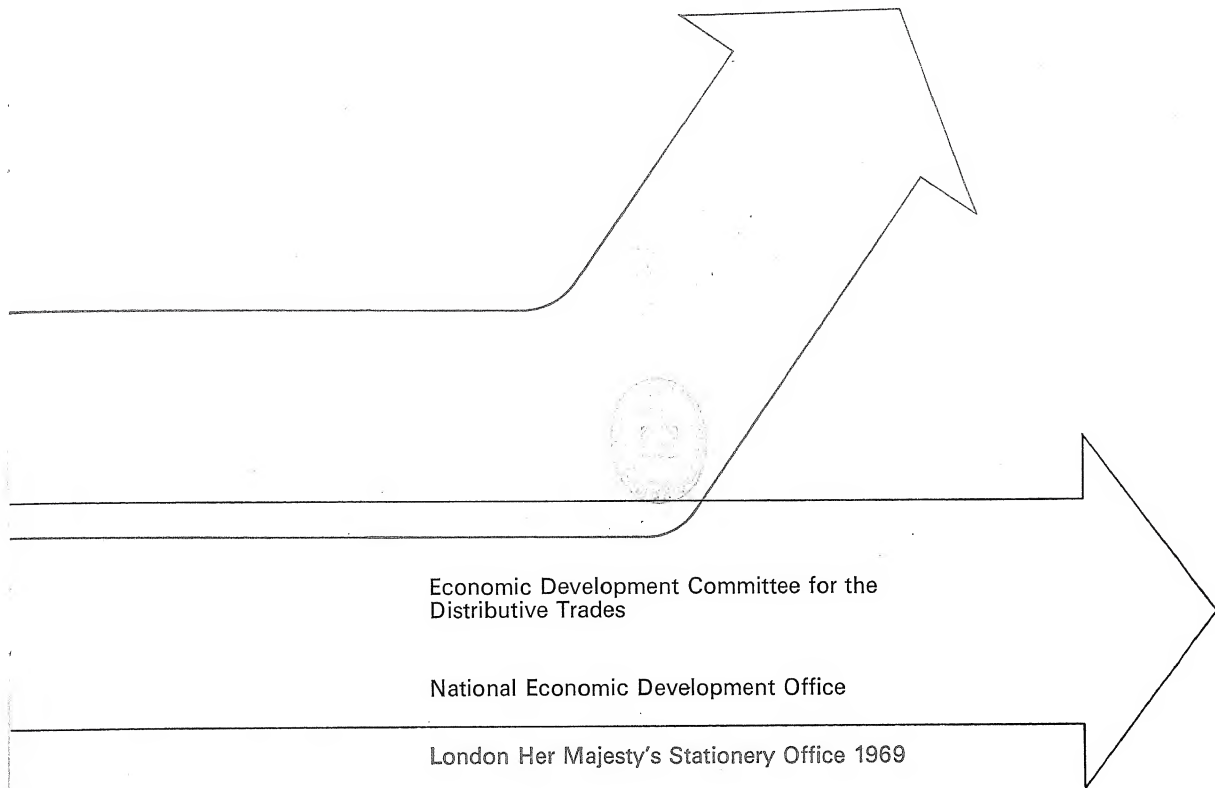 Economic Development Committee for the
Distributive Trades
National Economic Development Office
London Her Majesty's Stationery Office 1969